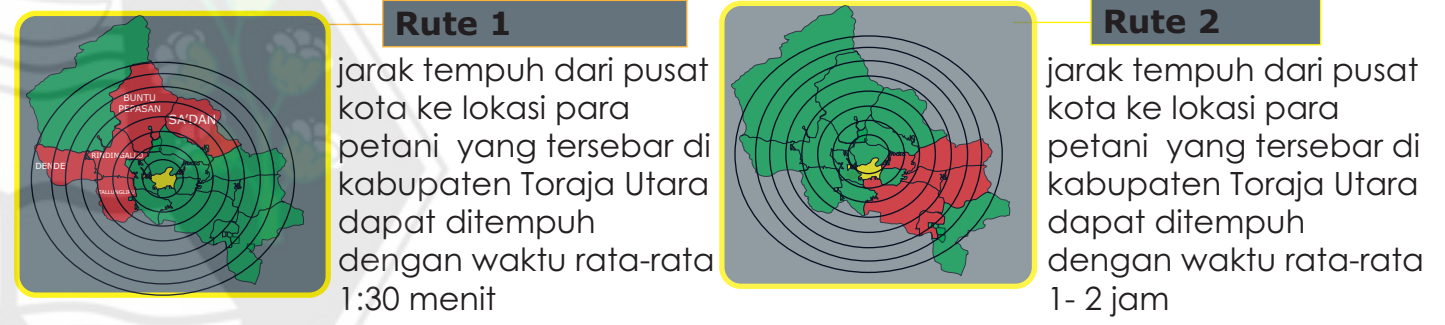 Rute 1
jarak tempuh dari pusat
kota ke lokasi para
petani yang tersebar di
kabupaten Toraja Utara
dapat ditempuh
dengan waktu rata-rata
1:30 menit
BUNTU
PEPASAN
SA'DAN
DENDE
RINDINGALLO
Rute 2
jarak tempuh dari pusat
kota ke lokasi para
petani yang tersebar di
kabupaten Toraja Utara
dapat ditempuh
dengan waktu rata-rata
1- 2 jam